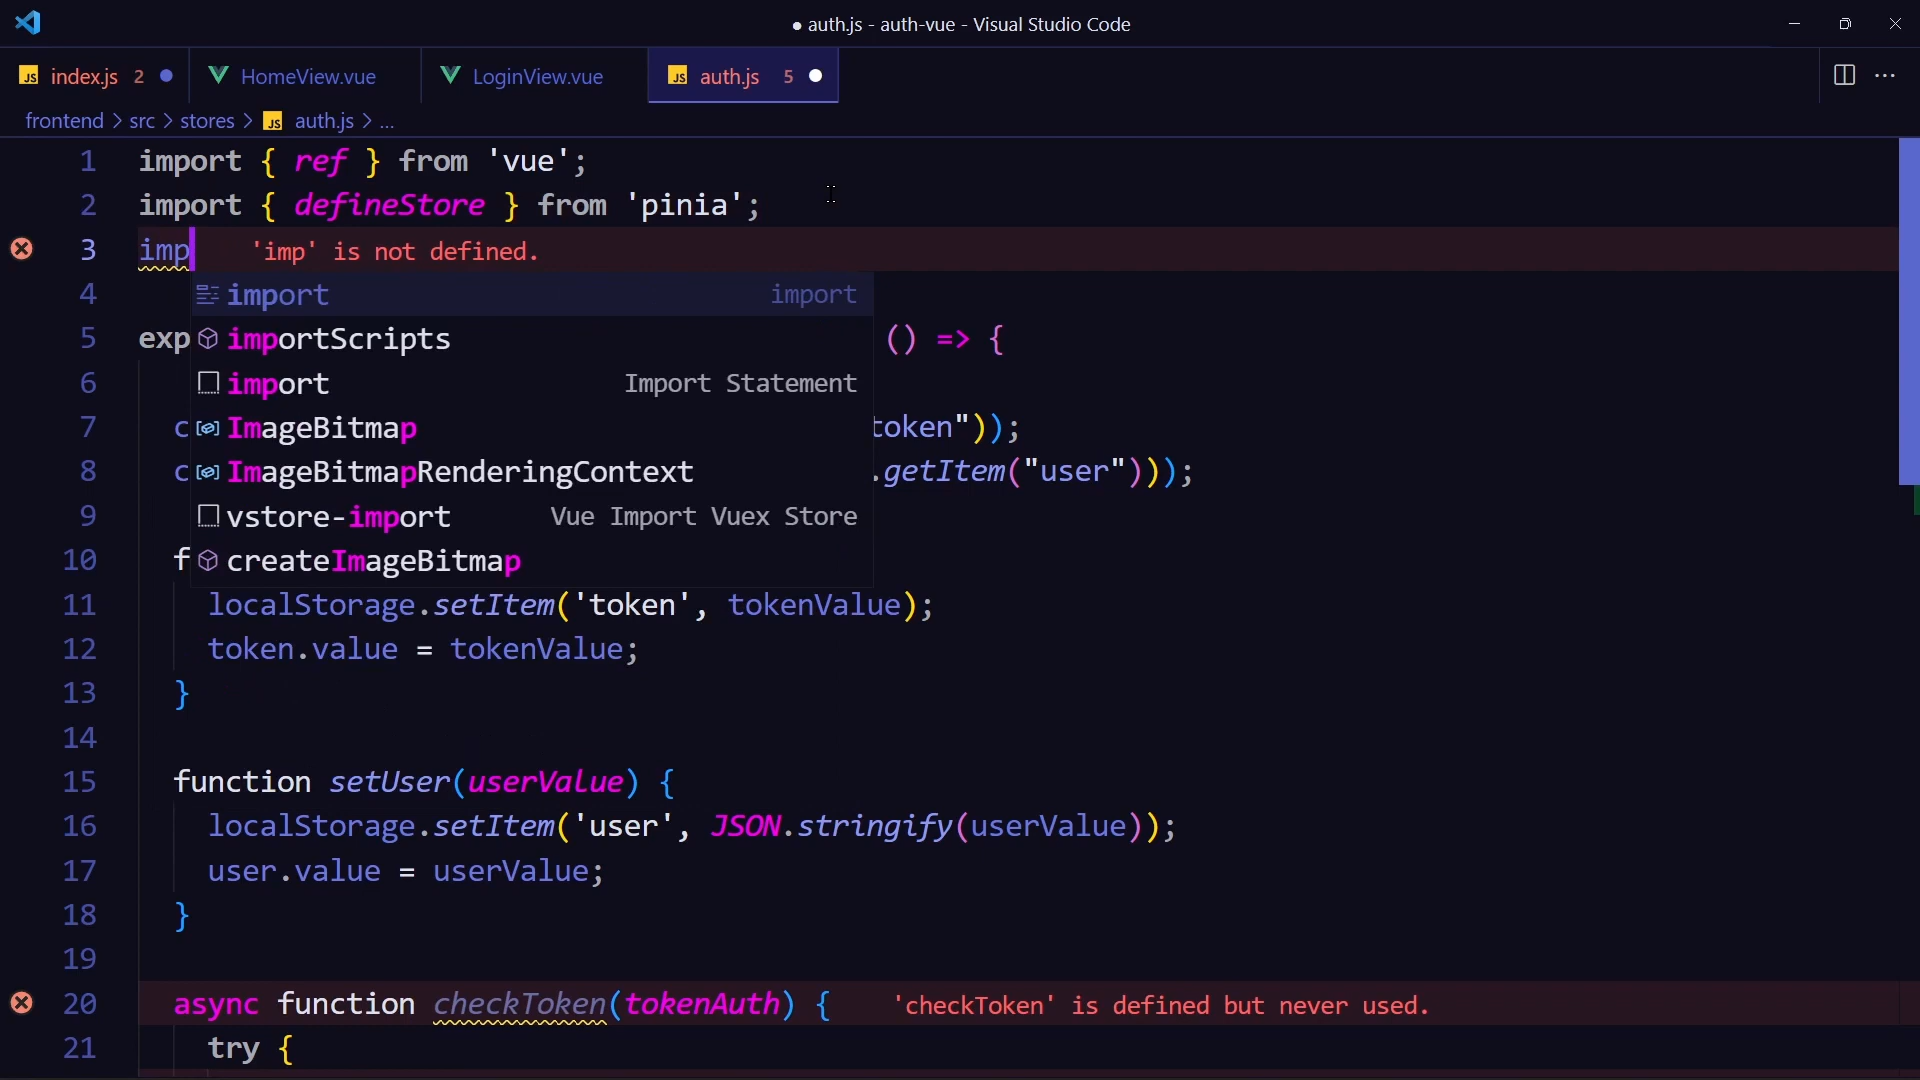 ● auth.js - auth-vue - Visual Studio Code
JS index.js 2 HomeView.vue LoginView.vue JS auth.js 5 ···
frontend > src > stores > JS auth.js > ...
1 import { ref } from 'vue';
2 import { defineStore } from 'pinia';
3 imp 'imp' is not defined.
4 import import
5 exp importScripts () => {
6 import Import Statement
7 c ImageBitmap token"));
8 c ImageBitmapRenderingContext .getItem("user")));
9 vstore-import Vue Import Vuex Store
10 f createImageBitmap
11 localStorage.setItem('token', tokenValue);
12 token.value = tokenValue;
13 }
14
15 function setUser(userValue) {
16 localStorage.setItem('user', JSON.stringify(userValue));
17 user.value = userValue;
18 }
19
20 async function checkToken(tokenAuth) { 'checkToken' is defined but never used.
21 try {